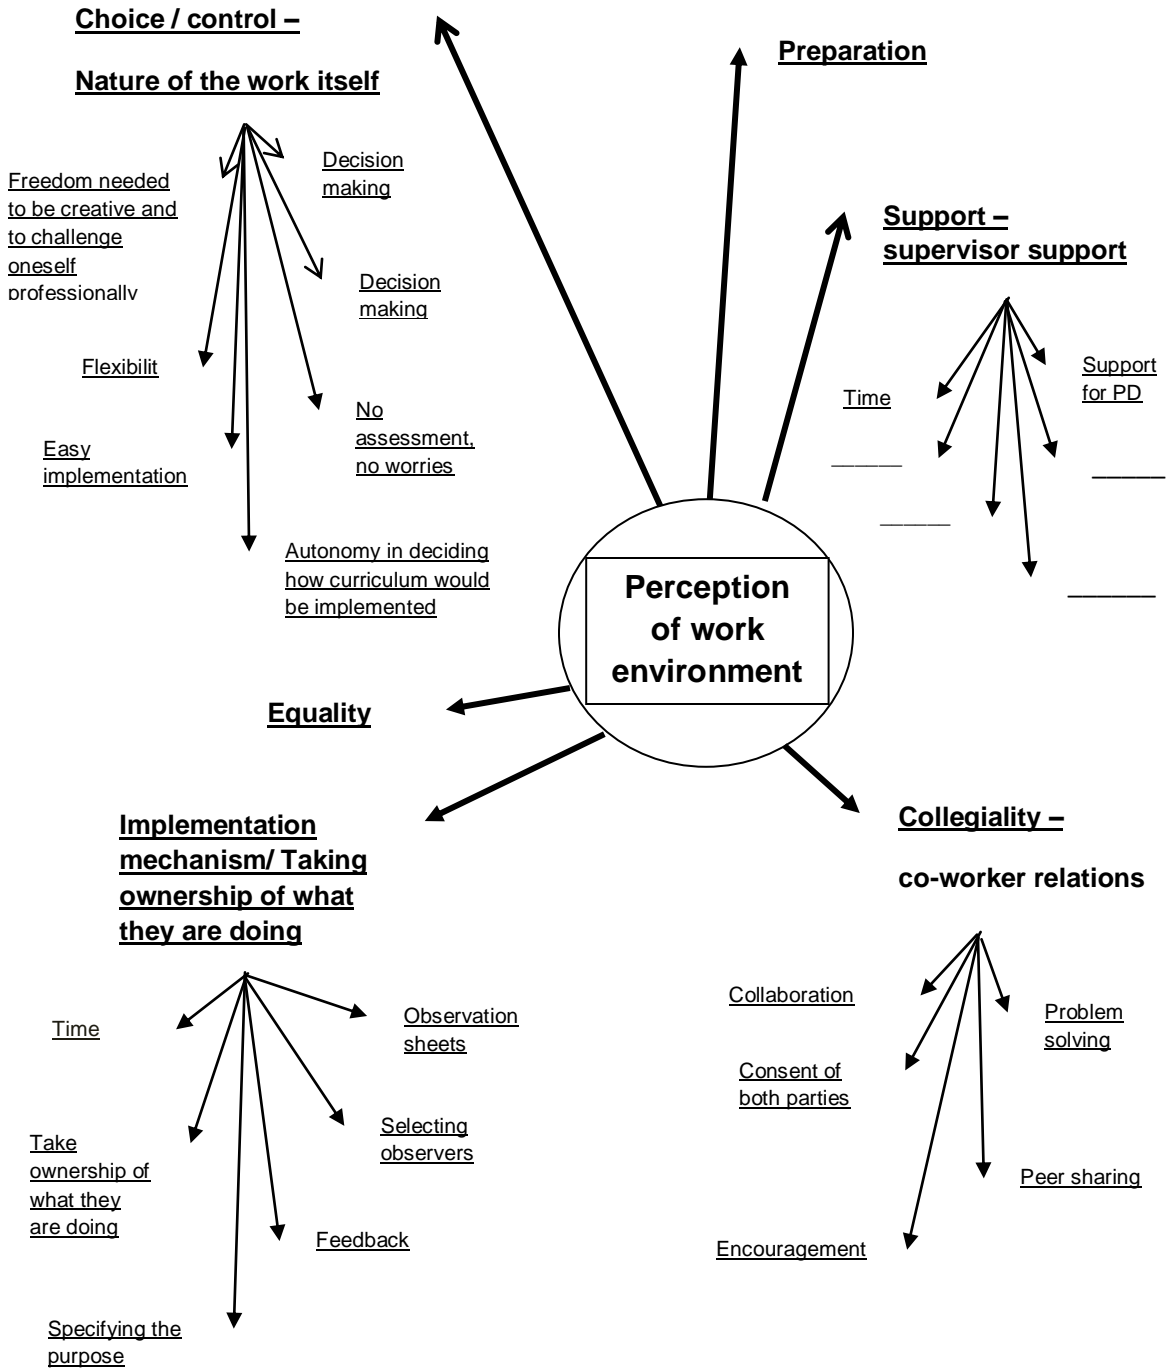 Choice / control –
Nature of the work itself
Decision
making
Freedom needed
to be creative and
to challenge
oneself
professionally
Decision
making
Flexibilit
No
assessment,
no worries
Easy
implementation
Autonomy in deciding
how curriculum would
be implemented
Preparation
Support –
supervisor support
Support
for PD
Time
______
______
______
______
Perception
of work
environment
Equality
Implementation
mechanism/ Taking
ownership of what
they are doing
Time
Observation
sheets
Selecting
observers
Take
ownership of
what they
are doing
Feedback
Specifying the
purpose
Collegiality –
co-worker relations
Collaboration
Problem
solving
Consent of
both parties
Peer sharing
Encouragement